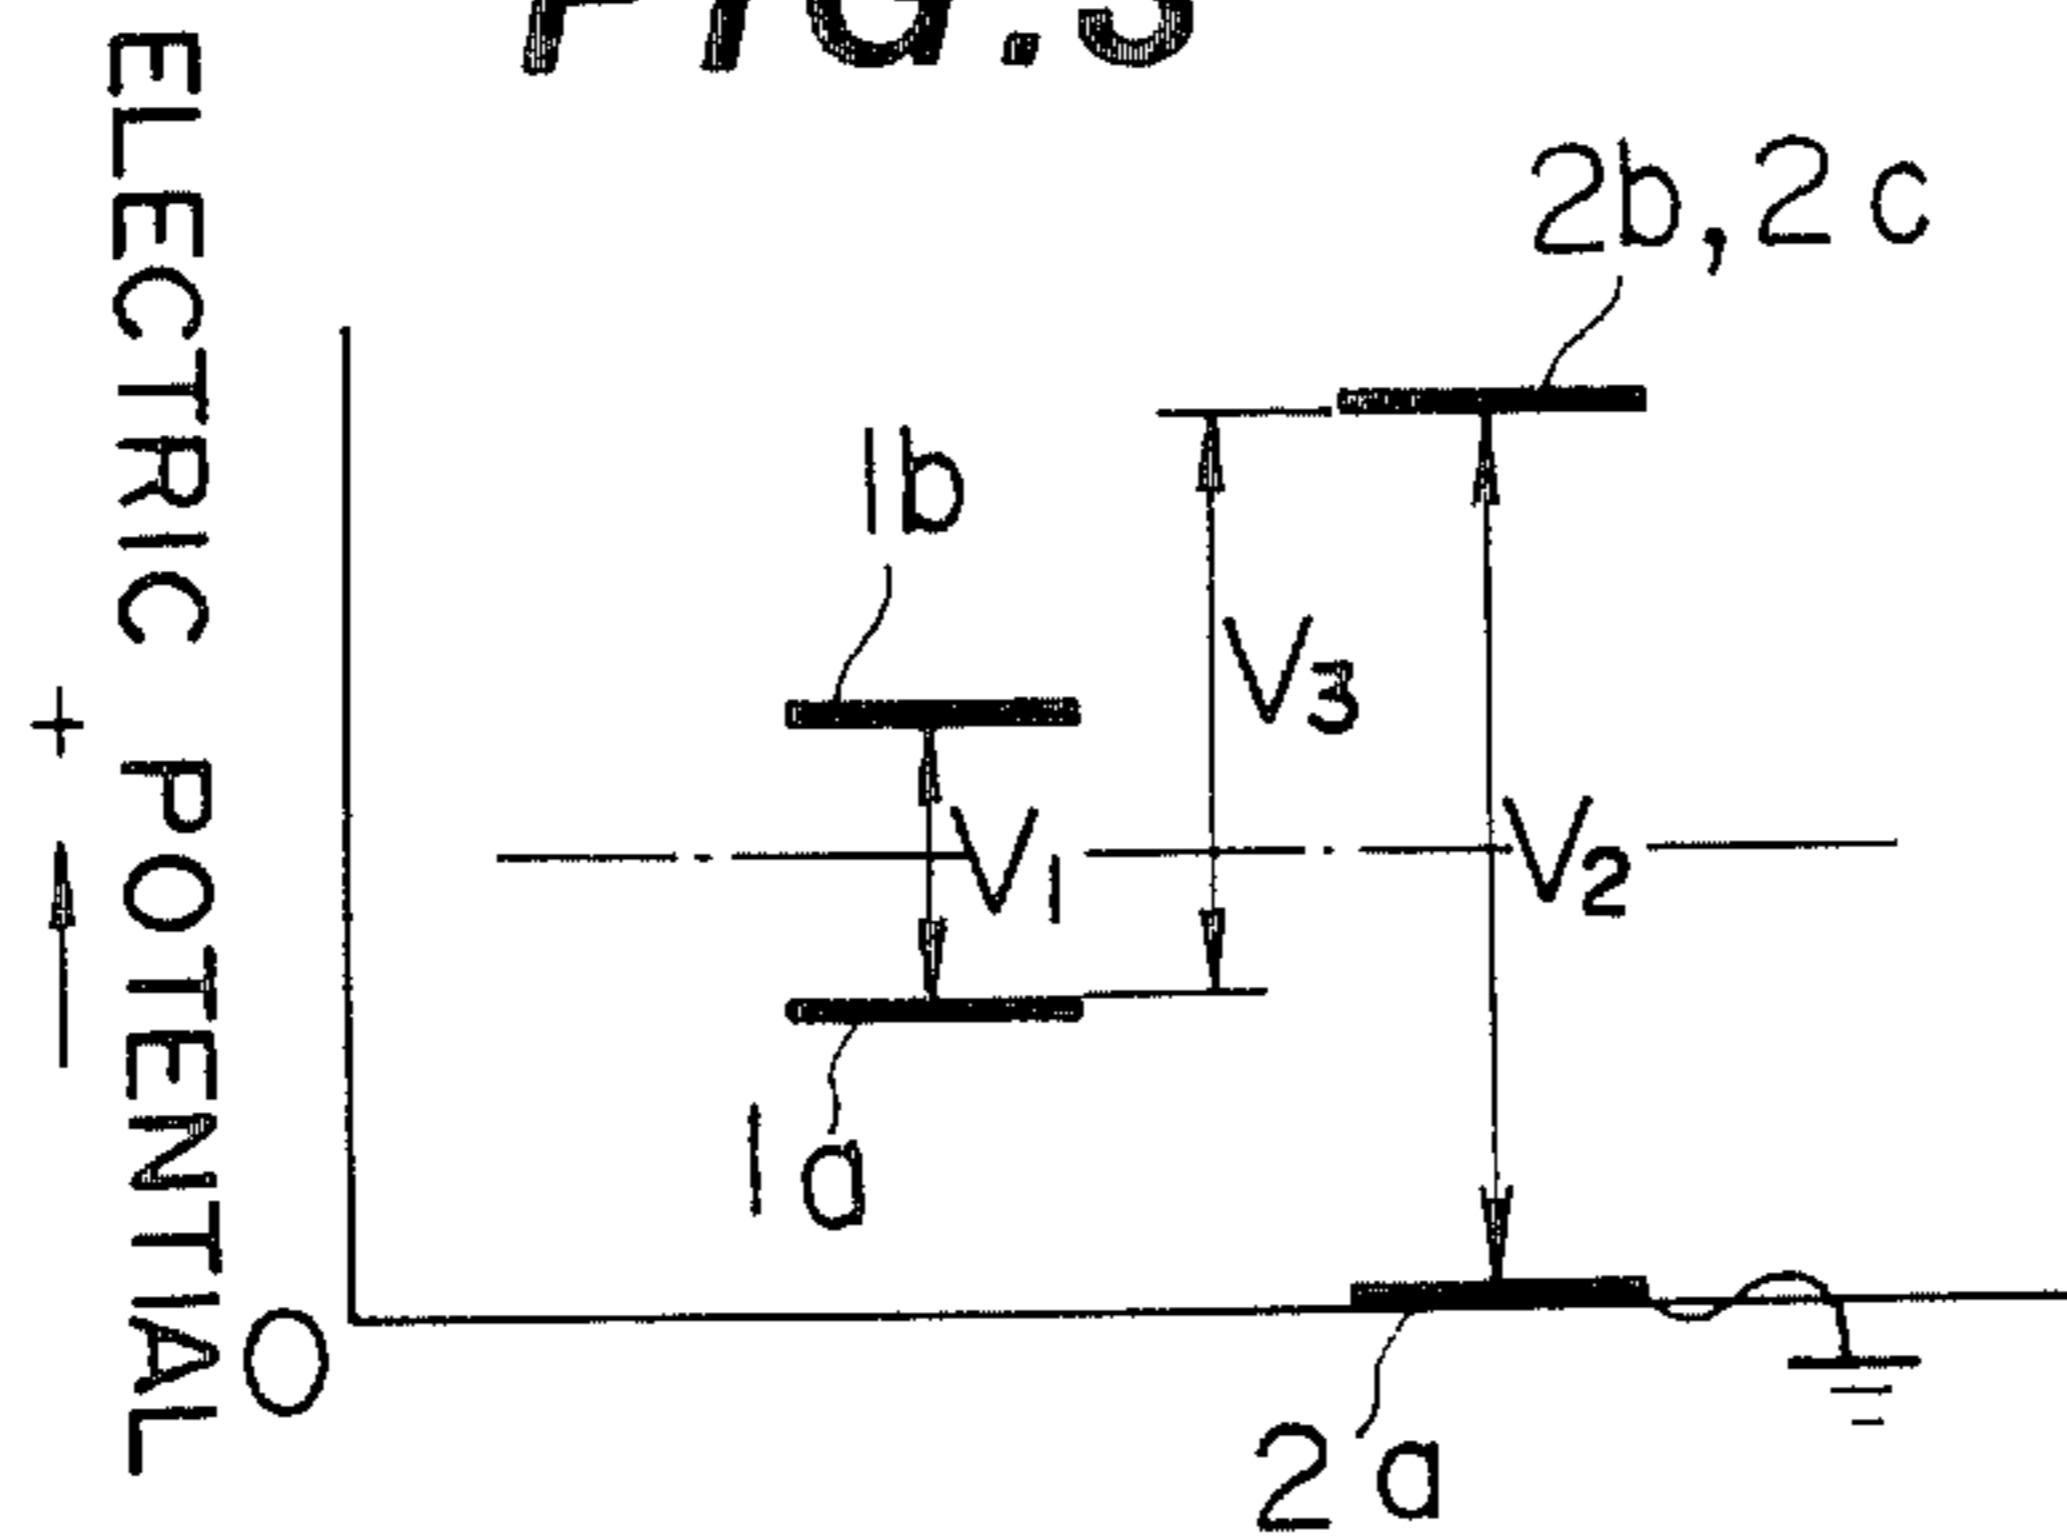 FIG.3
ELECTRIC POTENTIAL
+
2b, 2c
1b
V3
V1
V2
1a
O
2a